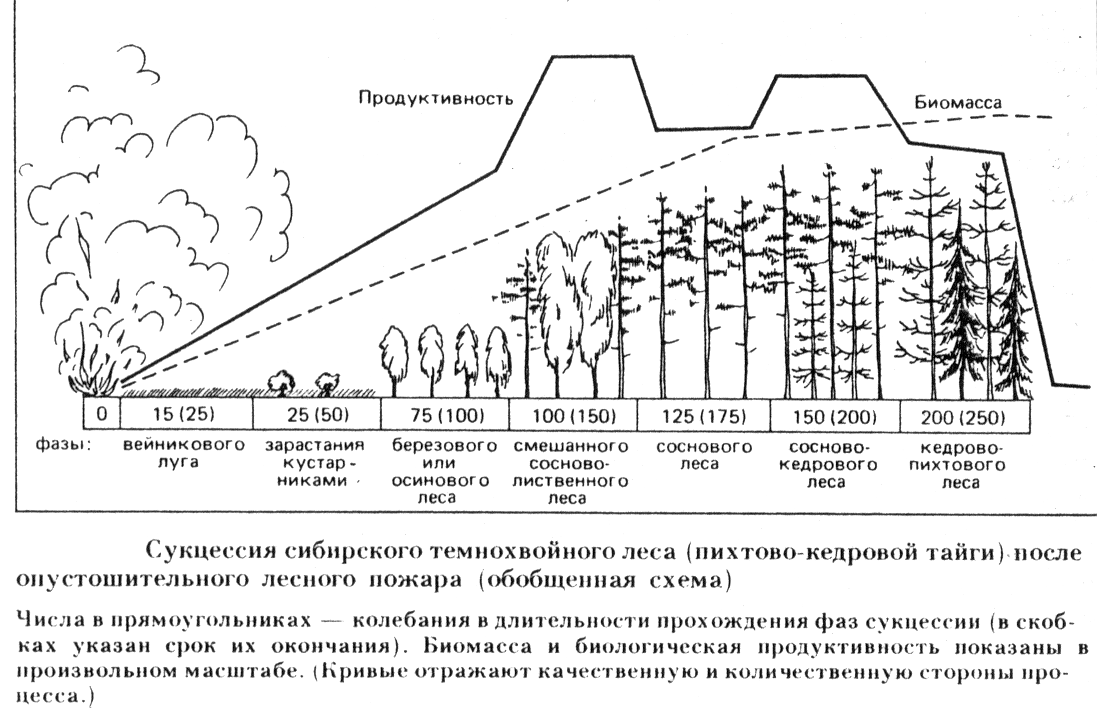 Продуктивность
Биомасса
0 15 (25) 25 (50) 75 (100) 100 (150) 125 (175) 150 (200) 200 (250)
фазы:
вейникового
луга
зарастания
кустар-
никами
березового
или
осинового
леса
смешанного
сосново-
лиственного
леса
соснового
леса
сосново-
кедрового
леса
кедрово-
пихтового
леса
Сукцессия сибирского темнохвойного леса (пихтово-кедровой тайги) после
опустошительного лесного пожара (обобщенная схема)
Числа в прямоугольниках — колебания в длительности прохождения фаз сукцессии (в скоб-
ках указан срок их окончания). Биомасса и биологическая продуктивность показаны в
произвольном масштабе. (Кривые отражают качественную и количественную стороны про-
цесса.)